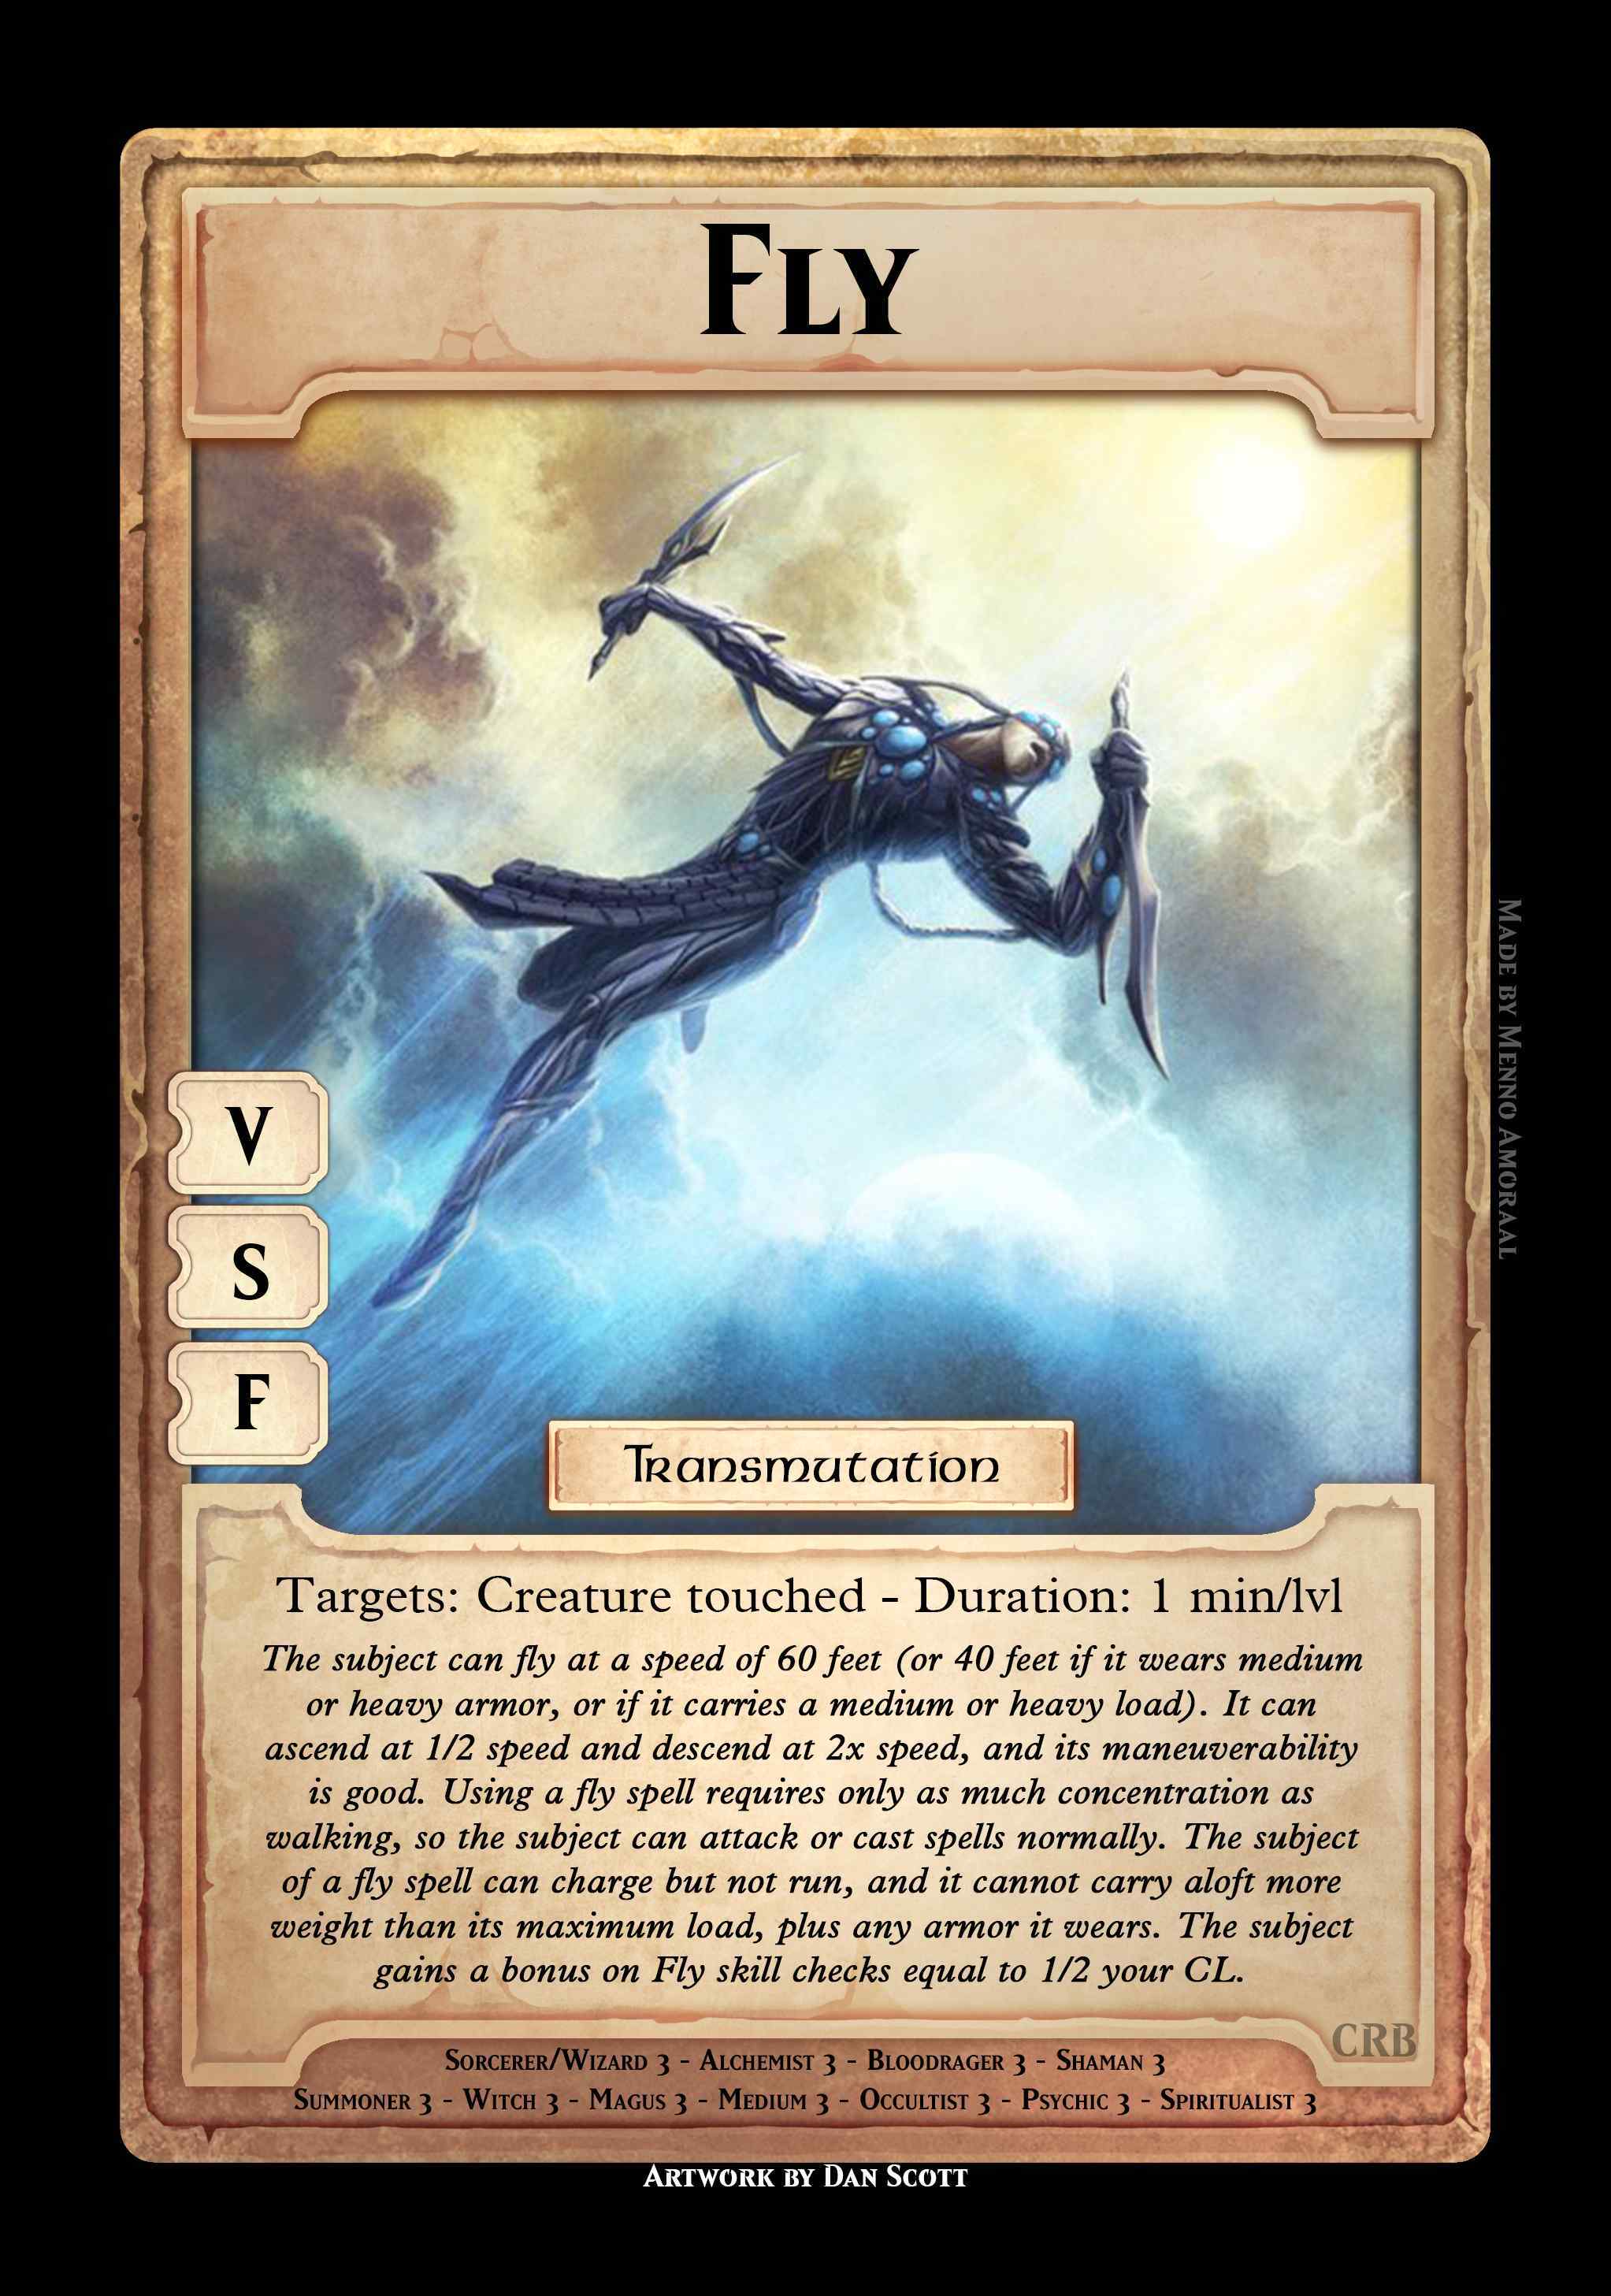 Fly
V
S
F
Transmutation
Targets: Creature touched - Duration: 1 min/lvl
The subject can fly at a speed of 60 feet (or 40 feet if it wears medium
or heavy armor, or if it carries a medium or heavy load). It can
ascend at 1/2 speed and descend at 2x speed, and its maneuverability
is good. Using a fly spell requires only as much concentration as
walking, so the subject can attack or cast spells normally. The subject
of a fly spell can charge but not run, and it cannot carry aloft more
weight than its maximum load, plus any armor it wears. The subject
gains a bonus on Fly skill checks equal to 1/2 your CL.
CRB
Sorcerer/Wizard 3 - Alchemist 3 - Bloodrager 3 - Shaman 3
Summoner 3 - Witch 3 - Magus 3 - Medium 3 - Occultist 3 - Psychic 3 - Spiritualist 3
Artwork by Dan Scott
Made by Menno Amoraal